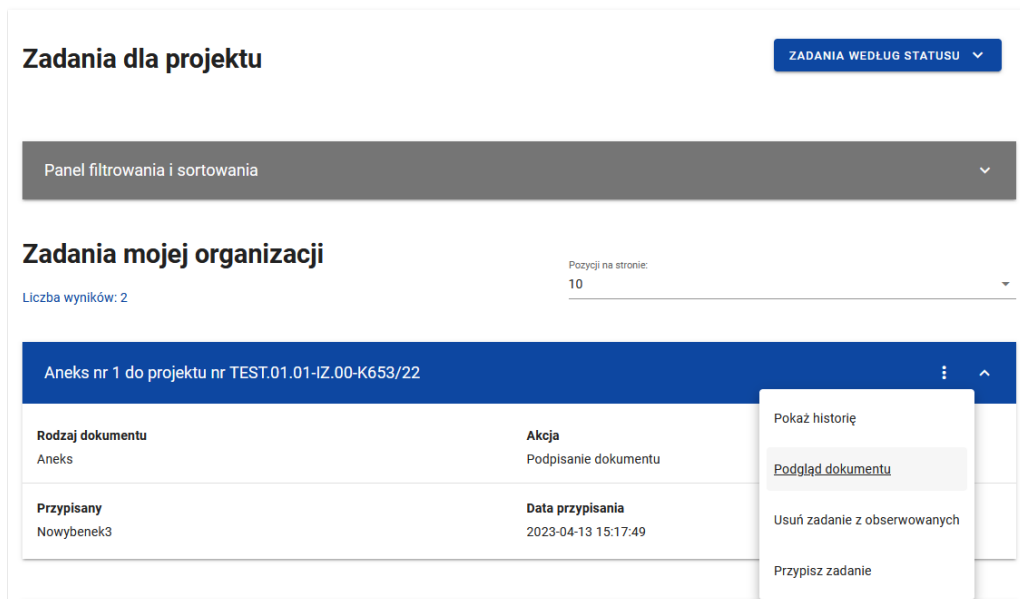 Zadania dla projektu
ZADANIA WEDŁUG STATUSU
Panel filtrowania i sortowania
Zadania mojej organizacji
Pozycji na stronie:
10
Liczba wyników: 2
Aneks nr 1 do projektu nr TEST.01.01-IZ.00-K653/22
Pokaż historię
Podgląd dokumentu
Usuń zadanie z obserwowanych
Przypisz zadanie
Rodzaj dokumentu
Aneks
Akcja
Podpisanie dokumentu
Przypisany
Nowybenek3
Data przypisania
2023-04-13 15:17:49